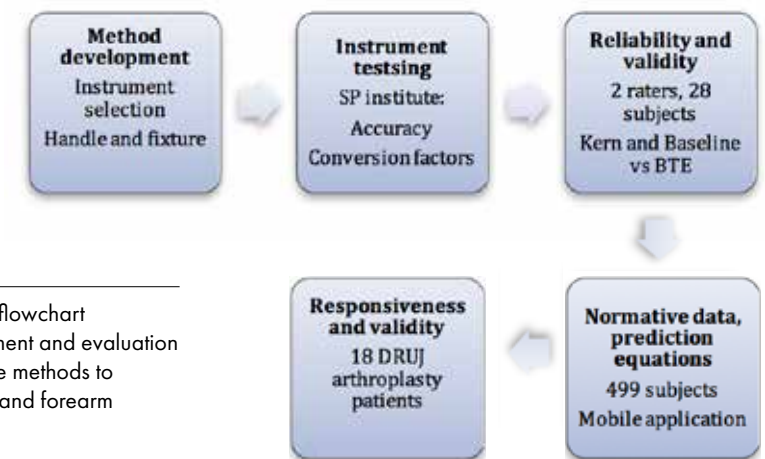 Method
development
Instrument
selection
Handle and fixture
Instrument
testsing
SP institute:
Accuracy
Conversion factors
Reliability and
validity
2 raters, 28
subjects
Kern and Baseline
vs BTE
Normative data,
prediction
equations
499 subjects
Mobile application
Responsiveness
and validity
18 DRUJ
arthroplasty
patients
flowchart
ment and evaluation
e methods to
and forearm